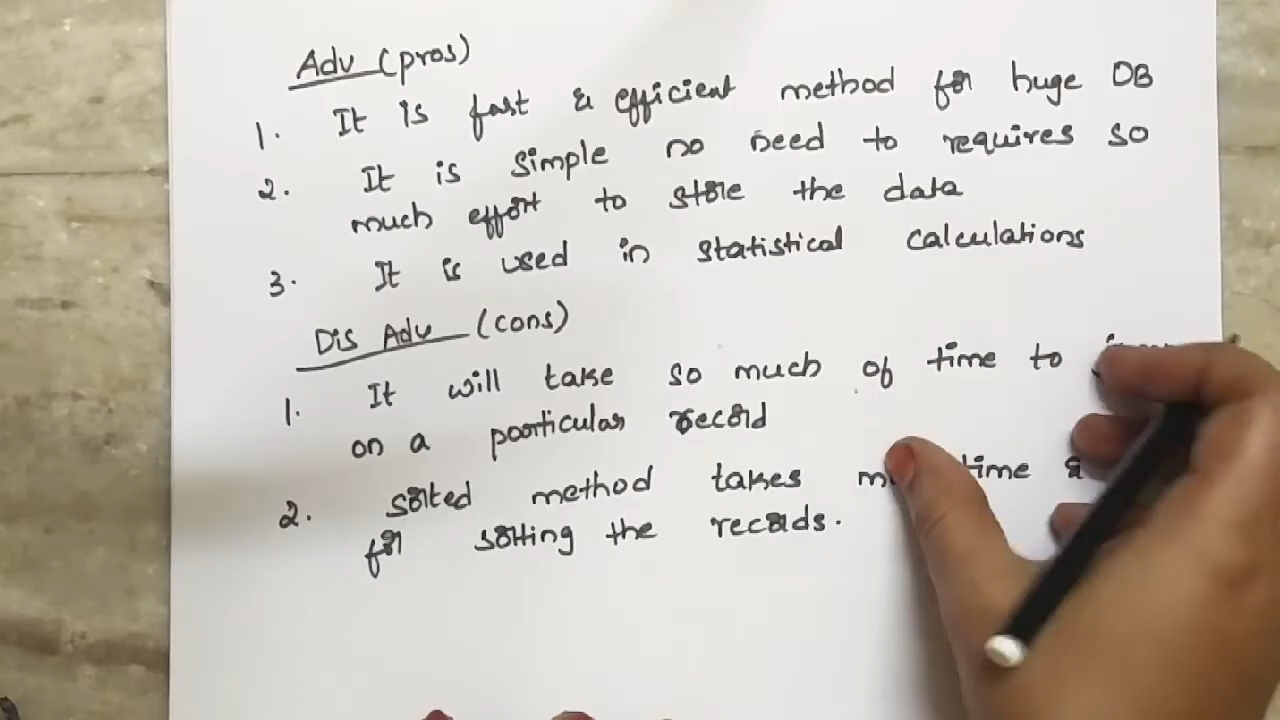 Adv (pros)
1. It is fast & efficient method for huge DB
2. It is simple no need to requires so
much effort to store the data
3. It is used in statistical calculations
Dis Adv (cons)
1. It will take so much of time to
on a particular record
2. sorted method takes time &
for sorting the records.